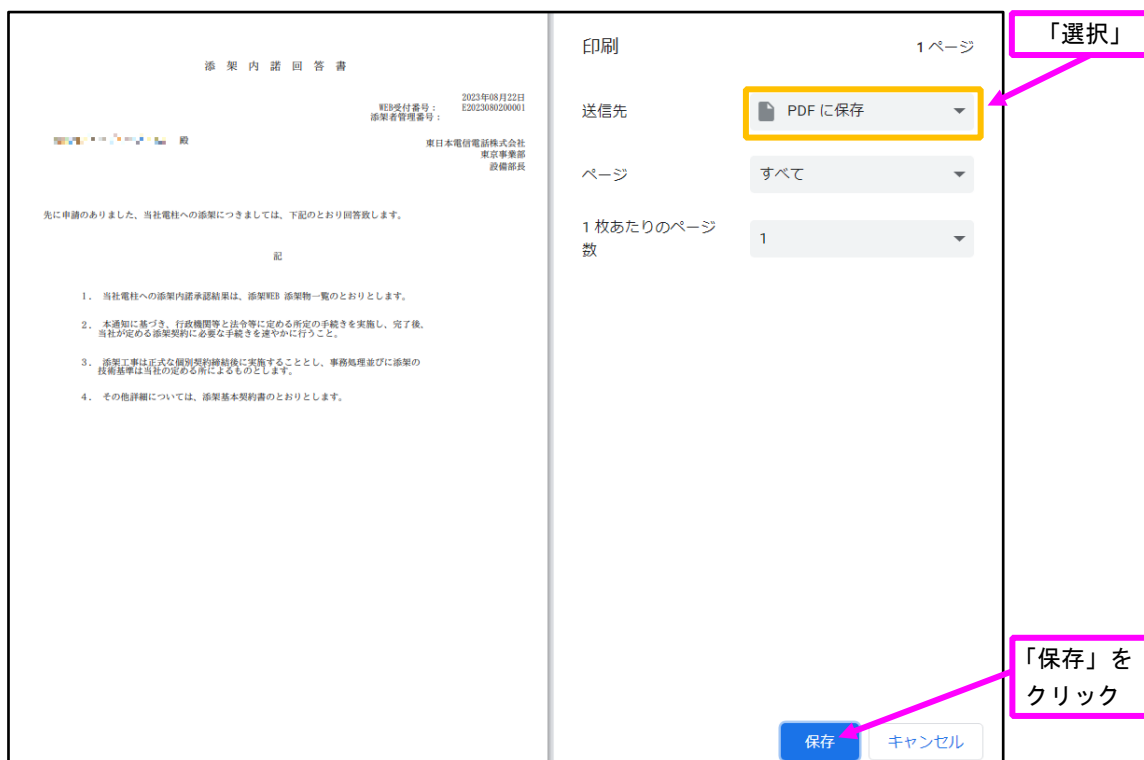 添 架 内 諾 回 答 書
2023年08月22日
WEB受付番号： E2023080200001
添架者管理番号：
殿
東日本電信電話株式会社
東京事業部
設備部長
先に申請のありました、当社電柱への添架につきましては、下記のとおり回答致します。
記
1． 当社電柱への添架内諾承認結果は、添架WEB 添架物一覧のとおりとします。
2． 本通知に基づき、行政機関等と法令等に定める所定の手続きを実施し、完了後、
当社が定める添架契約に必要な手続きを速やかに行うこと。
3． 添架工事は正式な個別契約締結後に実施することとし、事務処理並びに添架の
技術基準は当社の定める所によるものとします。
4． その他詳細については、添架基本契約書のとおりとします。
印刷 1 ページ
送信先 PDF に保存
ページ すべて
1 枚あたりのページ
数 1
保存 キャンセル
「選択」
「保存」を
クリック